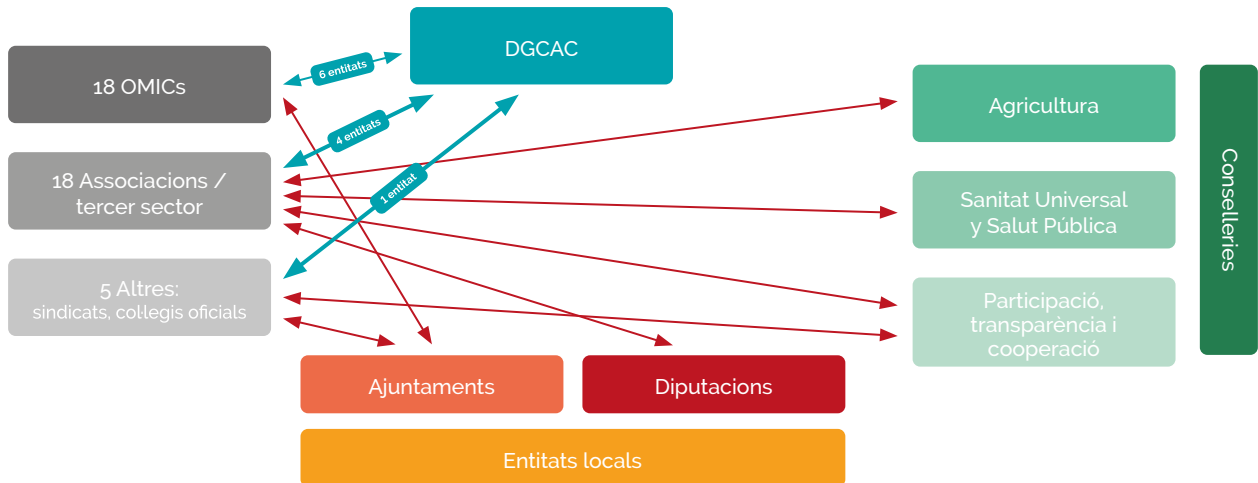 DGCAC
6 entitats
18 OMICs
4 entitats
18 Associacions /
tercer sector
1 entitat
5 Altres:
sindicats, col·legis oficials
Agricultura
Sanitat Universal
y Salut Pública
Participació,
transparència i
cooperació
Conselleries
Ajuntaments
Diputacions
Entitats locals